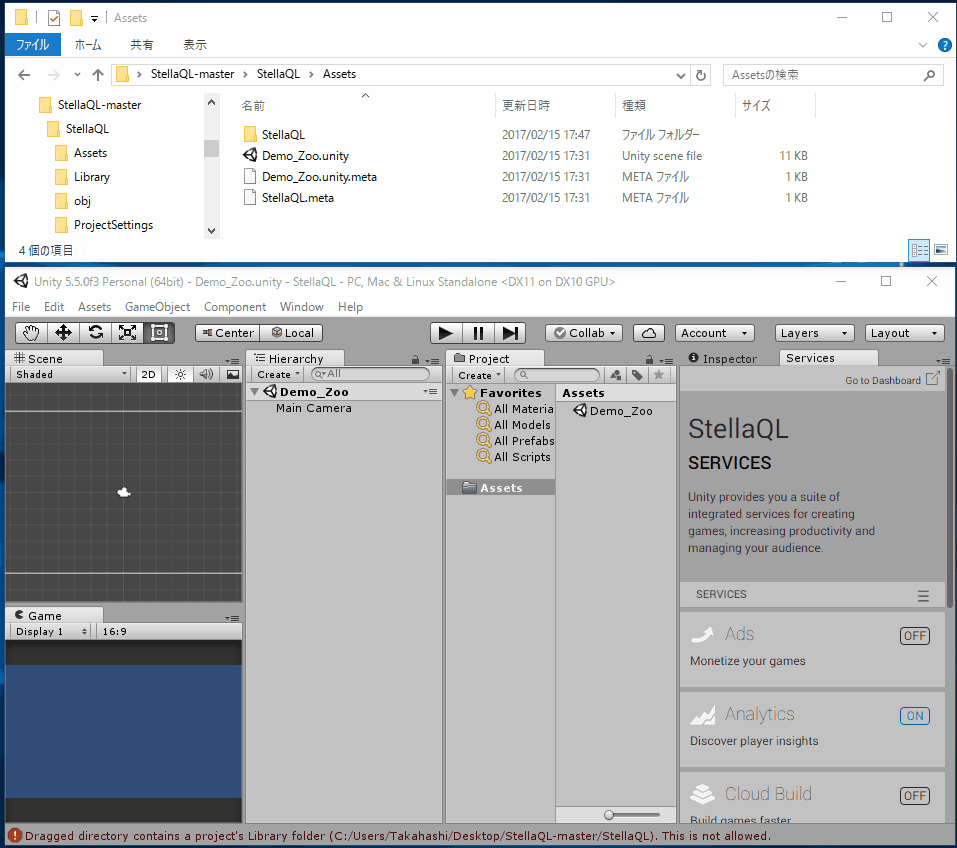 Assets
ファイル ホーム 共有 表示
StellaQL-master > StellaQL > Assets
Assetsの検索
StellaQL-master
StellaQL
Assets
Library
obj
ProjectSettings
名前 更新日時 種類 サイズ
StellaQL 2017/02/15 17:47 ファイル フォルダー
Demo_Zoo.unity 2017/02/15 17:31 Unity scene file 11 KB
Demo_Zoo.unity.meta 2017/02/15 17:31 META ファイル 1 KB
StellaQL.meta 2017/02/15 17:31 META ファイル 1 KB
4 個の項目
Unity 5.5.0f3 Personal (64bit) - Demo_Zoo.unity - StellaQL - PC, Mac & Linux Standalone <DX11 on DX10 GPU>
File Edit Assets GameObject Component Window Help
Center Local Collab Account Layers Layout
Scene
Shaded 2D
Game
Display 1 16:9
Hierarchy
Create All
Demo_Zoo
Main Camera
Project
Create
Favorites
All Materia
All Models
All Prefabs
All Scripts
Assets
Assets
Demo_Zoo
Inspector Services
Go to Dashboard
StellaQL
SERVICES
Unity provides you a suite of
integrated services for creating
games, increasing productivity and
managing your audience.
SERVICES
Ads OFF
Monetize your games
Analytics ON
Discover player insights
Cloud Build OFF
Build games faster
Dragged directory contains a project's Library folder (C:/Users/Takahashi/Desktop/StellaQL-master/StellaQL). This is not allowed.